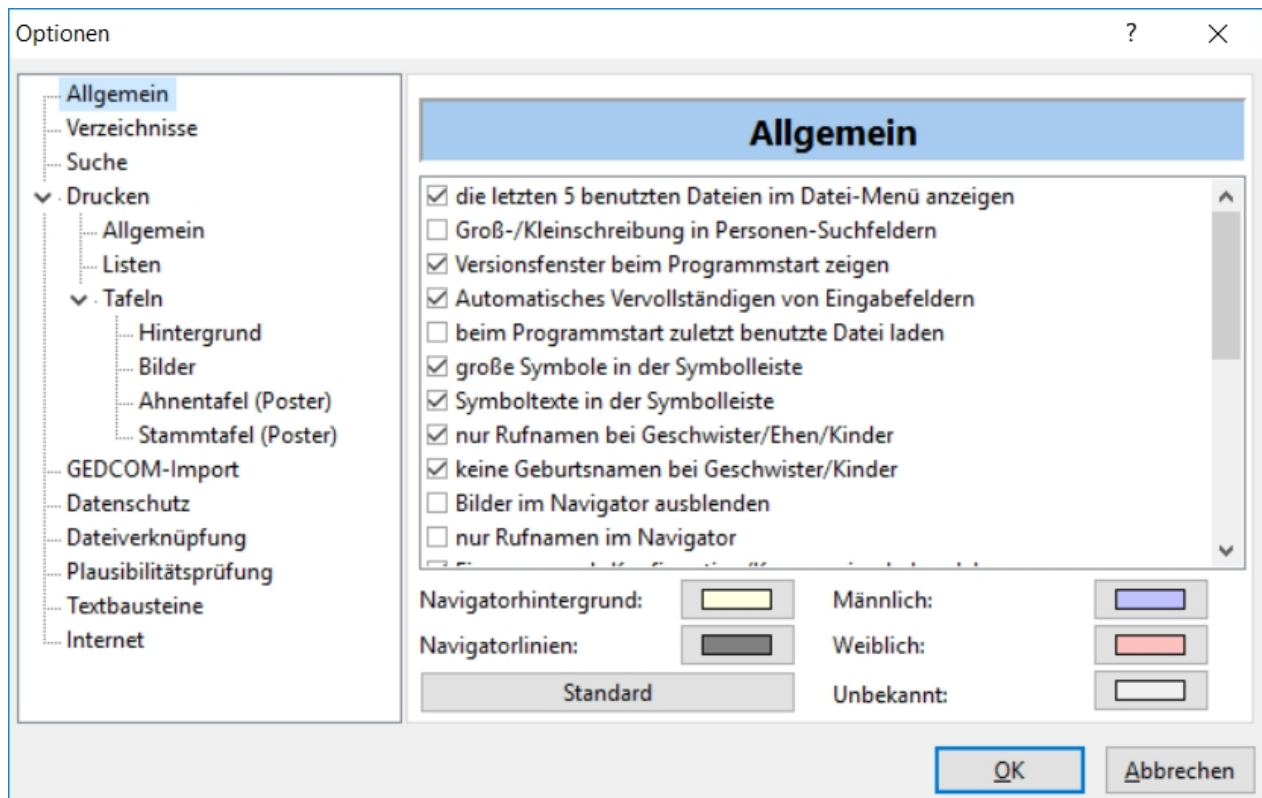 Optionen
?
Allgemein
Verzeichnisse
Suche
Drucken
Allgemein
Listen
Tafeln
Hintergrund
Bilder
Ahnentafel (Poster)
Stammtafel (Poster)
GEDCOM-Import
Datenschutz
Dateiverknüpfung
Plausibilitätsprüfung
Textbausteine
Internet
Allgemein
die letzten 5 benutzten Dateien im Datei-Menü anzeigen
Groß-/Kleinschreibung in Personen-Suchfeldern
Versionsfenster beim Programmstart zeigen
Automatisches Vervollständigen von Eingabefeldern
beim Programmstart zuletzt benutzte Datei laden
große Symbole in der Symbolleiste
Symboltexte in der Symbolleiste
nur Rufnamen bei Geschwister/Ehen/Kinder
keine Geburtsnamen bei Geschwister/Kinder
Bilder im Navigator ausblenden
nur Rufnamen im Navigator
Navigatorhintergrund: Männlich:
Navigatorlinien: Weiblich:
Standard Unbekannt:
OK Abbrechen